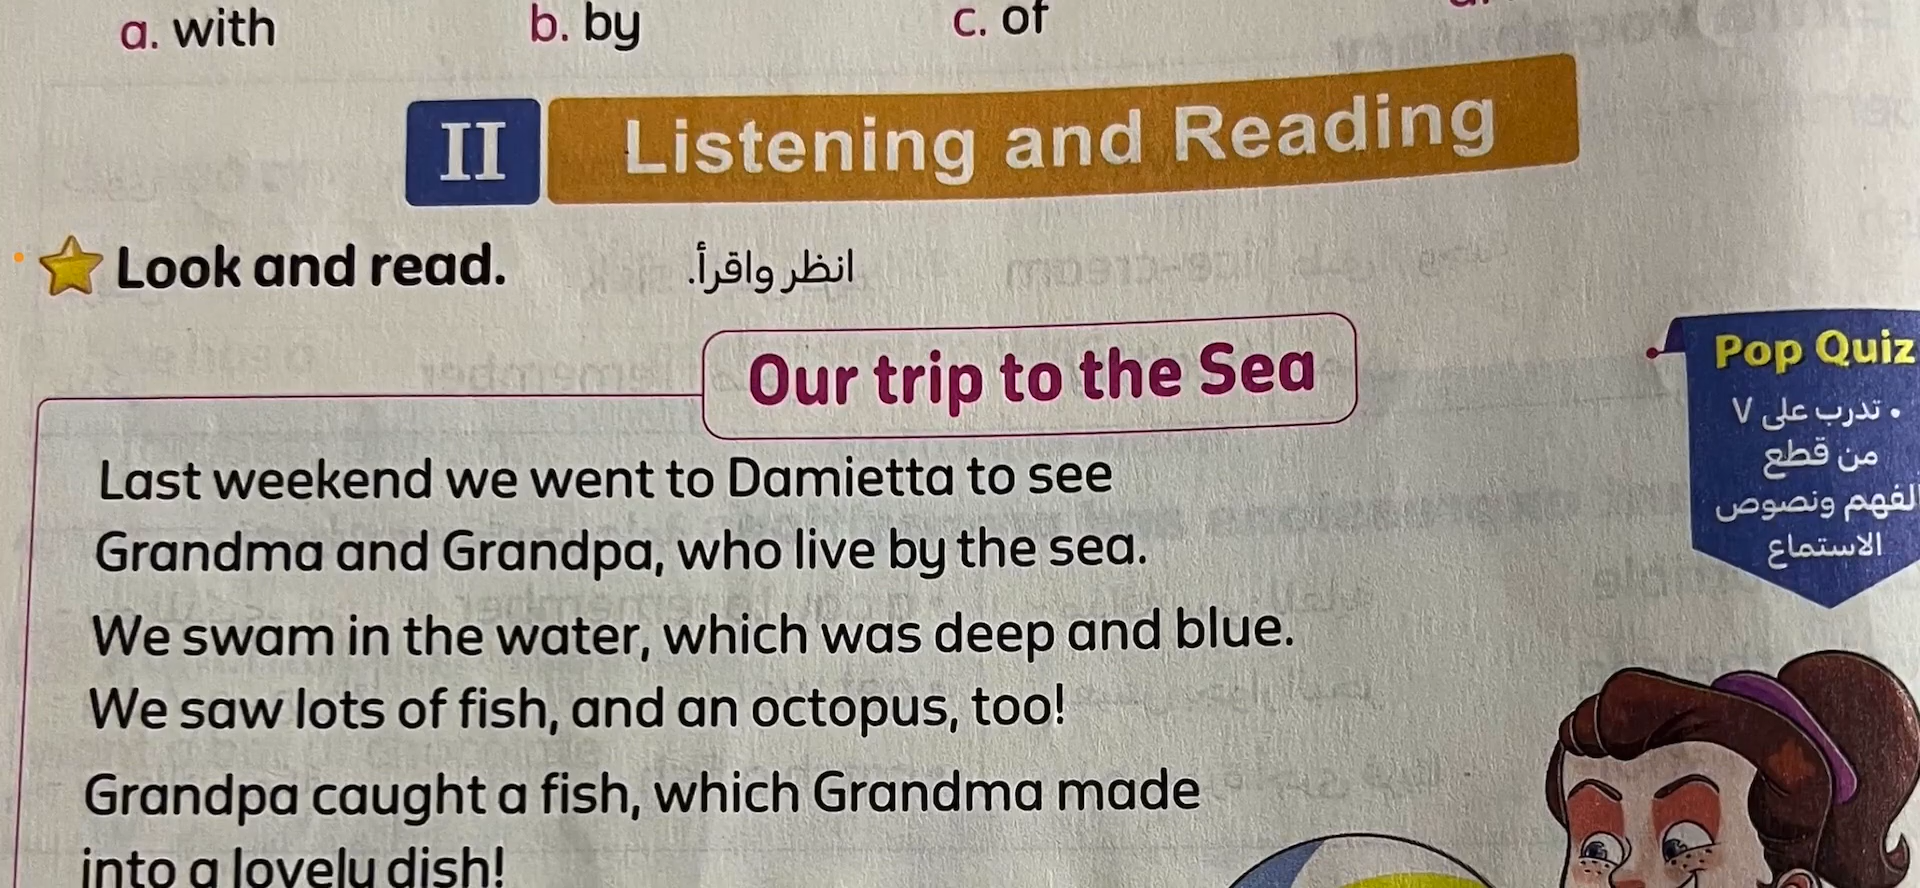 a. with b. by c. of
II Listening and Reading
Look and read. انظر واقرأ.
Our trip to the Sea
Last weekend we went to Damietta to see
Grandma and Grandpa, who live by the sea.
We swam in the water, which was deep and blue.
We saw lots of fish, and an octopus, too!
Grandpa caught a fish, which Grandma made
into a lovely dish!
Pop Quiz
• تدرب على ٧
من قطع
الفهم ونصوص
الاستماع